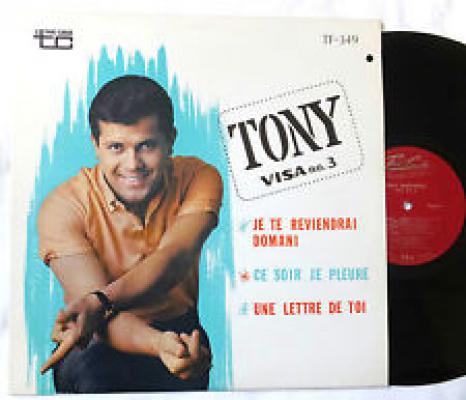 TF-349
TONY
VISA no. 3
JE TE REVIENDRAI
DOMANI
CE SOIR JE PLEURE
UNE LETTRE DE TOI